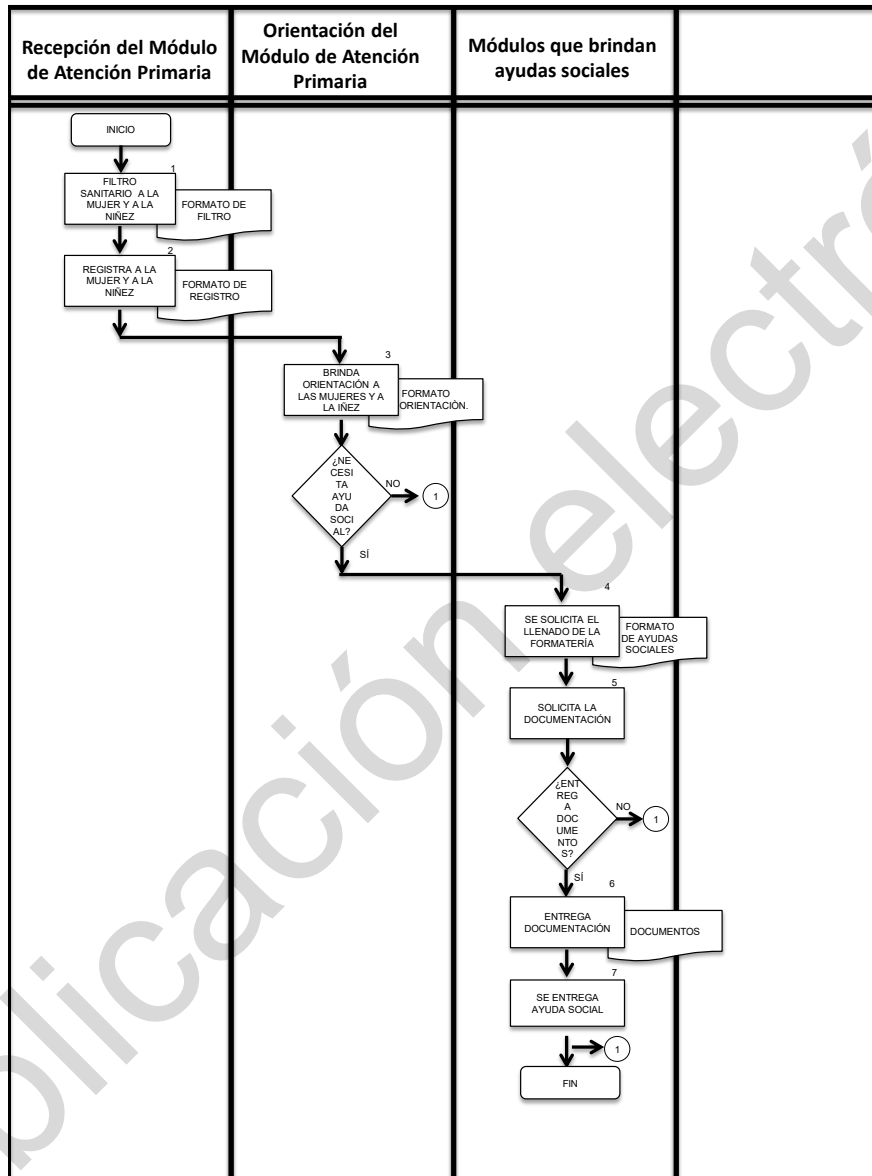 Recepción del Módulo
de Atención Primaria
Orientación del
Módulo de Atención
Primaria
Módulos que brindan
ayudas sociales
INICIO
1
FILTRO
SANITARIO A LA
MUJER Y A LA
NIÑEZ
FORMATO DE
FILTRO
2
REGISTRA A LA
MUJER Y A LA
NIÑEZ
FORMATO DE
REGISTRO
3
BRINDA
ORIENTACIÓN A
LAS MUJERES Y A
LA IÑEZ
FORMATO
ORIENTACIÒN.
¿NE
CESI
TA
AYU
DA
SOCI
AL?
NO
1
SÍ
4
SE SOLICITA EL
LLENADO DE LA
FORMATERÍA
FORMATO
DE AYUDAS
SOCIALES
5
SOLICITA LA
DOCUMENTACIÓN
¿ENT
REG
A
DOC
UME
NTO
S?
NO
1
SÍ
6
ENTREGA
DOCUMENTACIÓN
DOCUMENTOS
7
SE ENTREGA
AYUDA SOCIAL
1
FIN
blicación electró